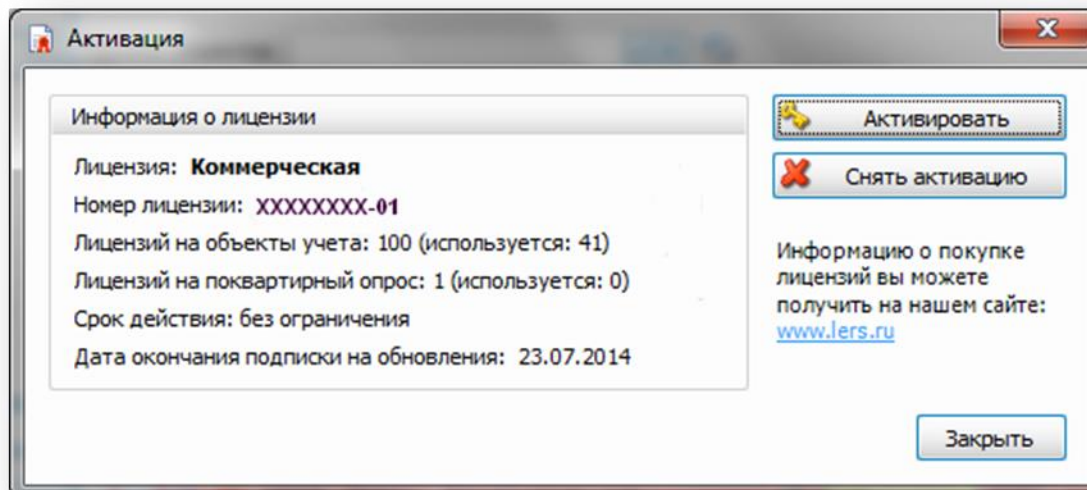 Активация
Информация о лицензии
Лицензия: Коммерческая
Номер лицензии: XXXXXXXX-01
Лицензий на объекты учета: 100 (используется: 41)
Лицензий на поквартирный опрос: 1 (используется: 0)
Срок действия: без ограничения
Дата окончания подписки на обновления: 23.07.2014
Активировать
Снять активацию
Информацию о покупке
лицензий вы можете
получить на нашем сайте:
www.lers.ru
Закрыть